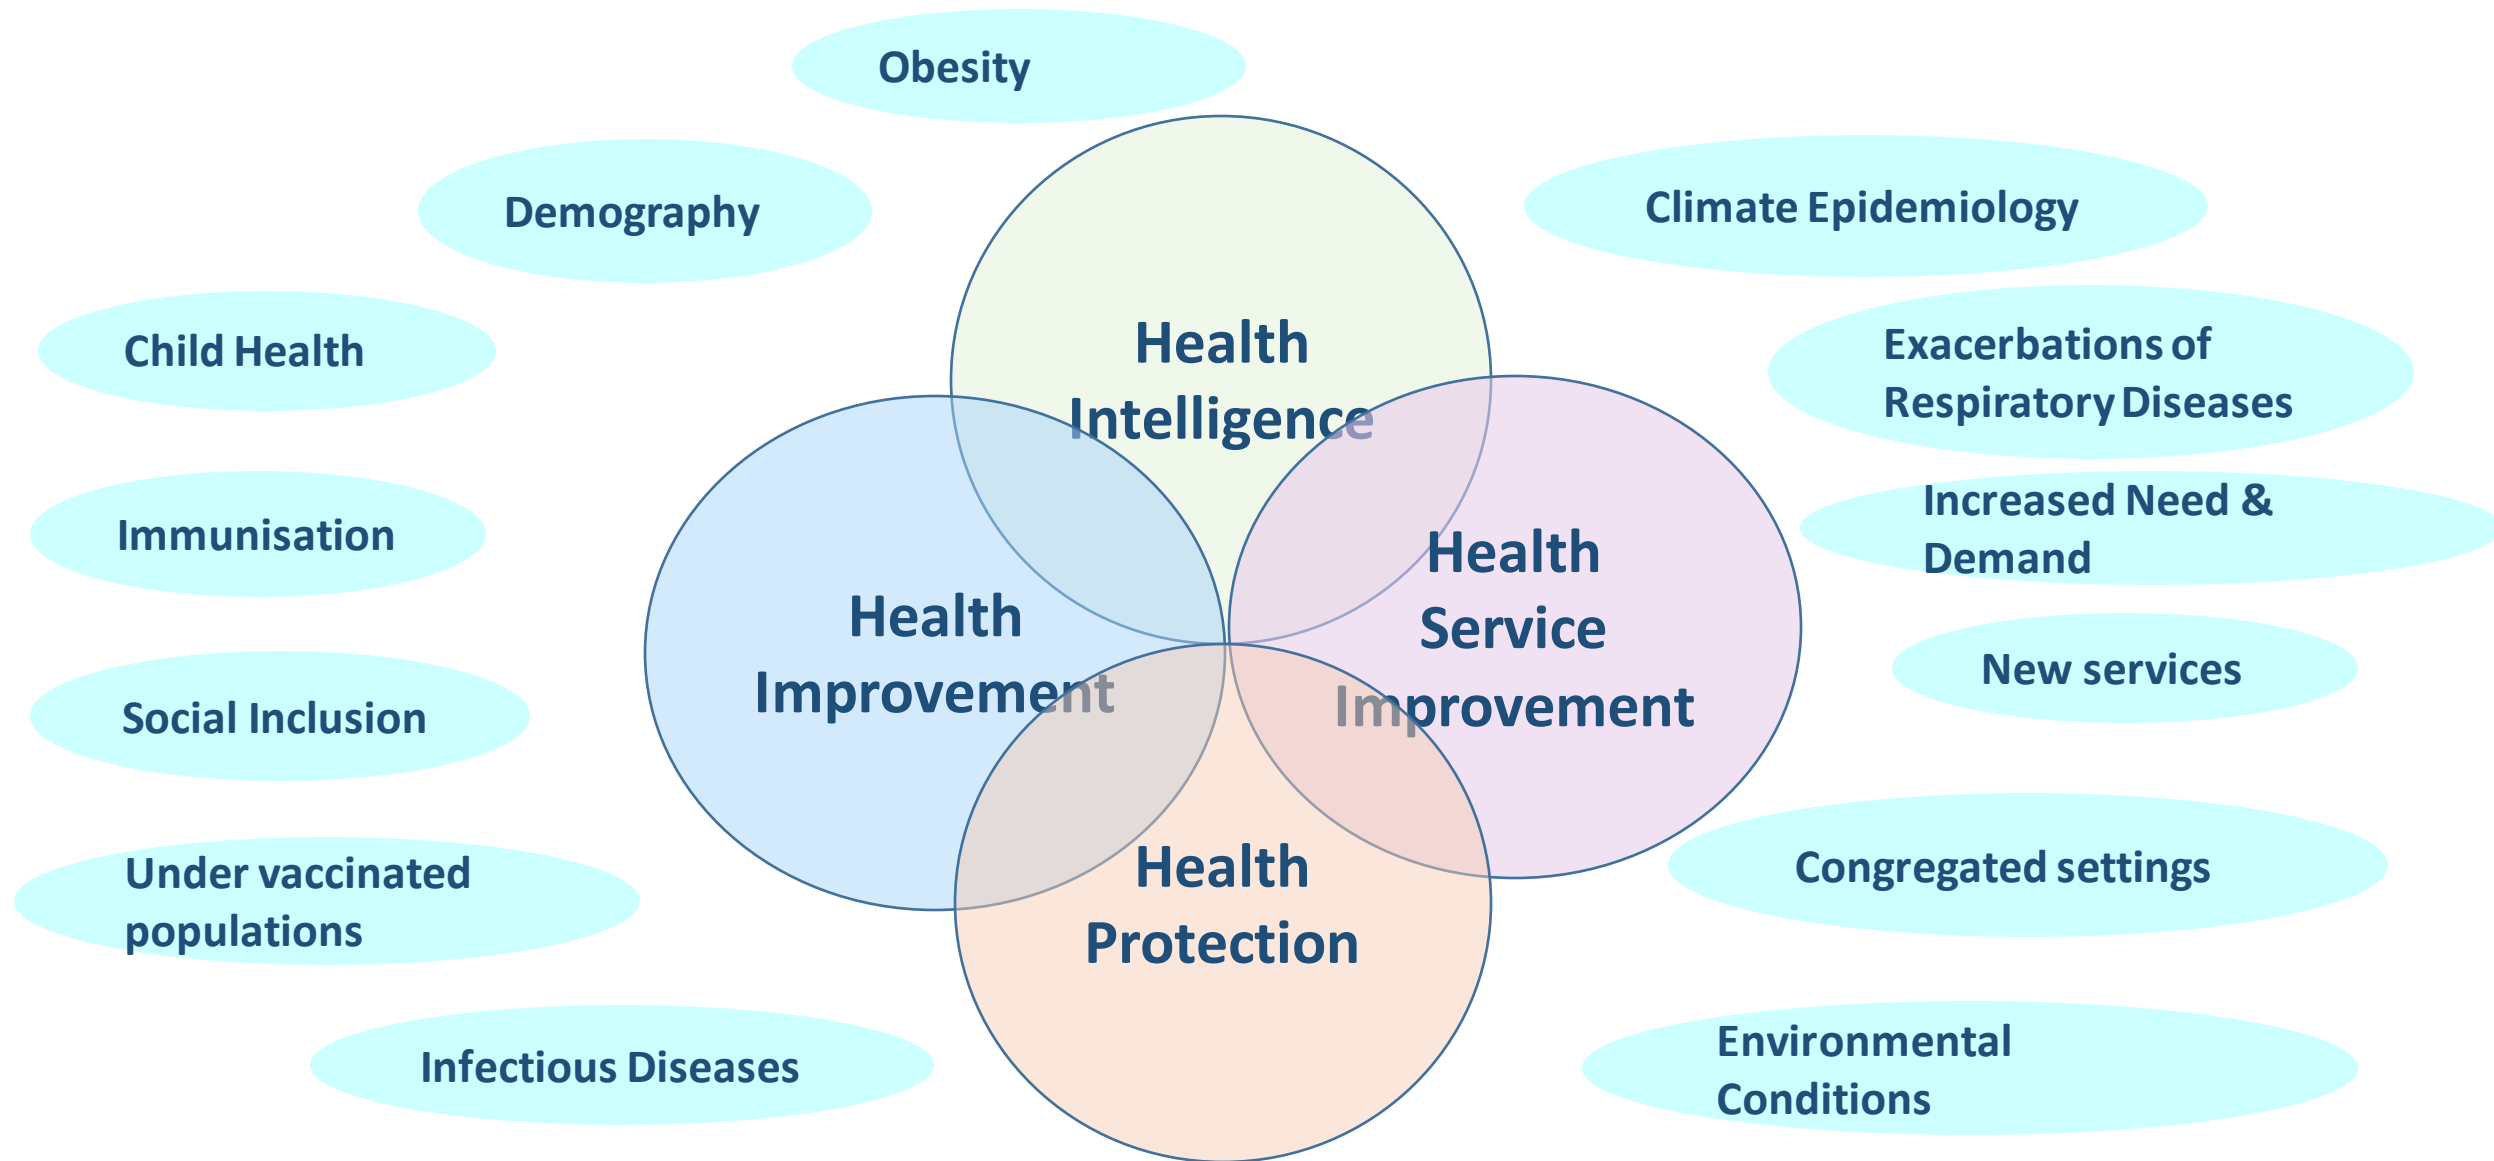 Obesity
Demography
Climate Epidemiology
Child Health
Health
Intelligence
Exacerbations of
Respiratory Diseases
Immunisation
Increased Need &
Demand
Health
Improvement
Health
Service
Improvement
New services
Social Inclusion
Under vaccinated
populations
Health
Protection
Congregated settings
Infectious Diseases
Environmental
Conditions